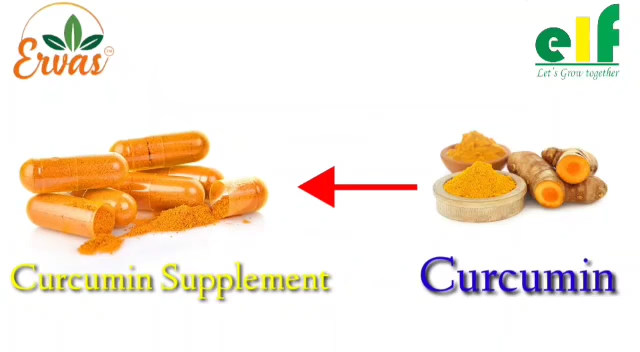 Ervas
elf
Let's Grow together
Curcumin Supplement
Curcumin